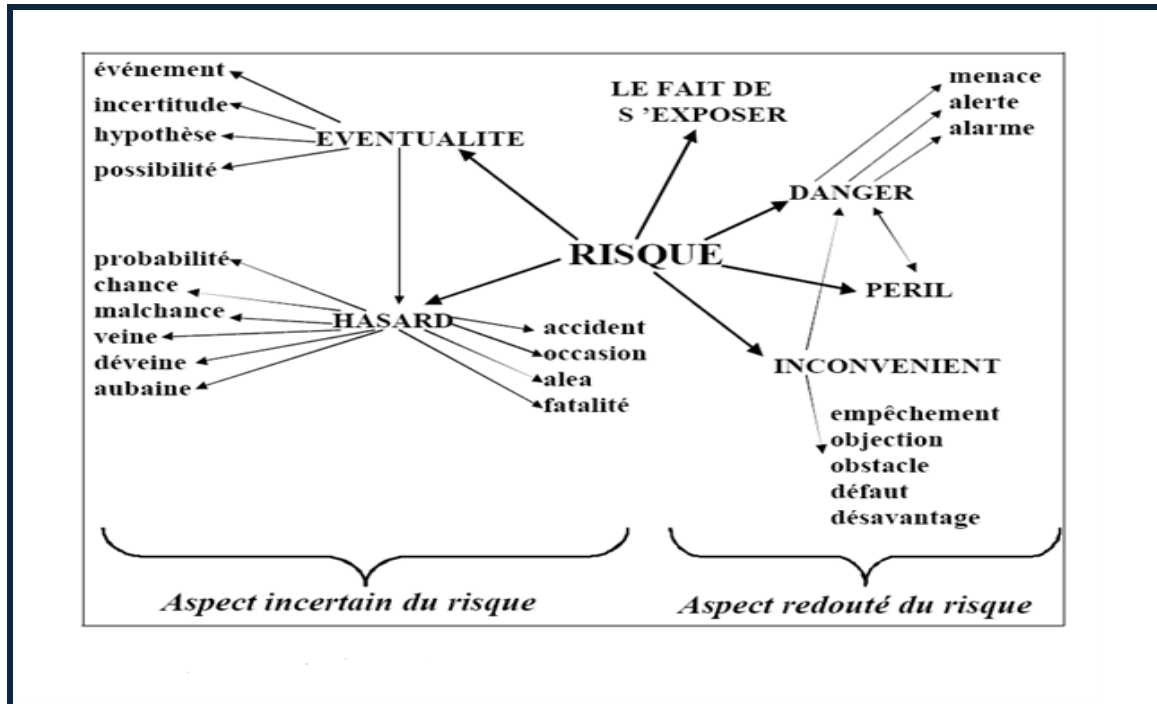 événement
incertitude
hypothèse
possibilité
EVENTUALITE
LE FAIT DE
S ’EXPOSER
menace
alerte
alarme
DANGER
RISQUE
PERIL
probabilité
chance
malchance
veine
déveine
aubaine
HASARD
accident
occasion
alea
fatalité
INCONVENIENT
empêchement
objection
obstacle
défaut
désavantage
Aspect incertain du risque
Aspect redouté du risque